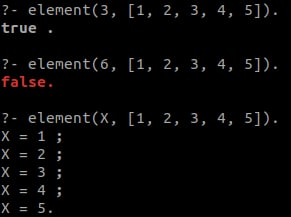 ?- element(3, [1, 2, 3, 4, 5]).
true .
?- element(6, [1, 2, 3, 4, 5]).
false.
?- element(X, [1, 2, 3, 4, 5]).
X = 1 ;
X = 2 ;
X = 3 ;
X = 4 ;
X = 5.